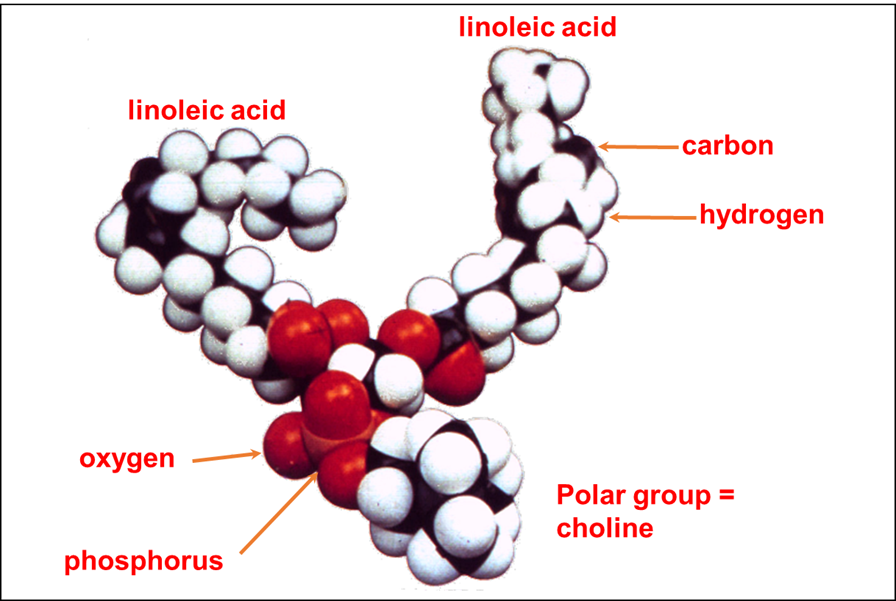 linoleic acid
linoleic acid
carbon
hydrogen
oxygen
Polar group =
choline
phosphorus